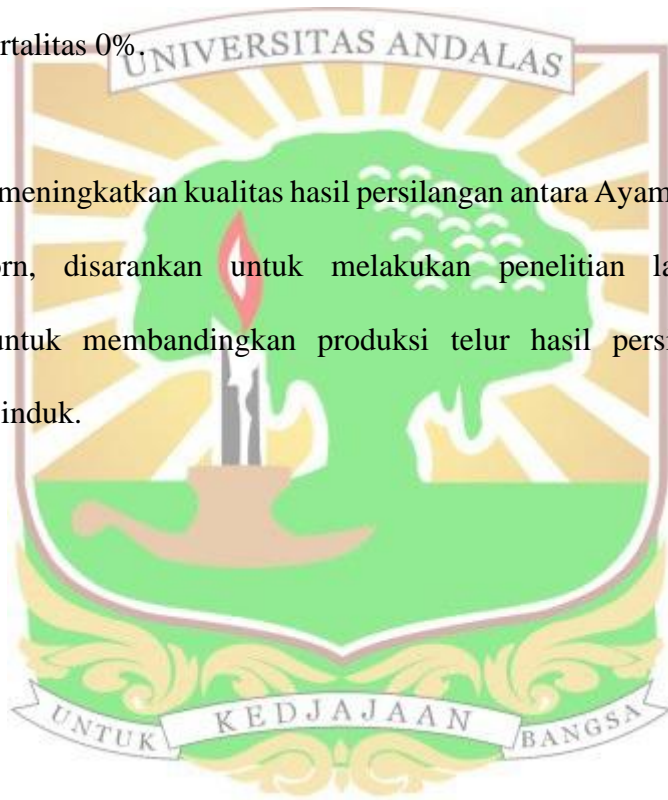 rtalitas 0%.
UNIVERSITAS ANDALAS
meningkatkan kualitas hasil persilangan antara Ayam
rn, disarankan untuk melakukan penelitian la
untuk membandingkan produksi telur hasil persi
induk.
UNTUK KEDJAJAAN BANGSA